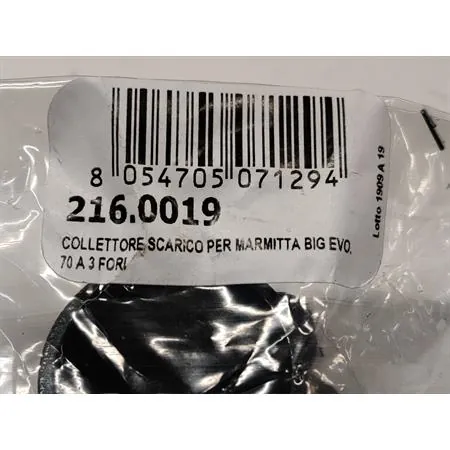 8 054705 071294
216.0019
COLLETTORE SCARICO PER MARMITTA BIG EVO,
70 A 3 FORI
Lotto 1909 A 19